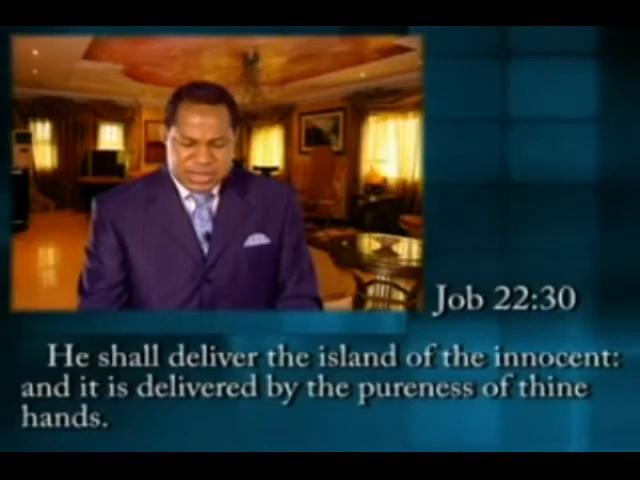 Job 22:30
He shall deliver the island of the innocent:
and it is delivered by the pureness of thine
hands.